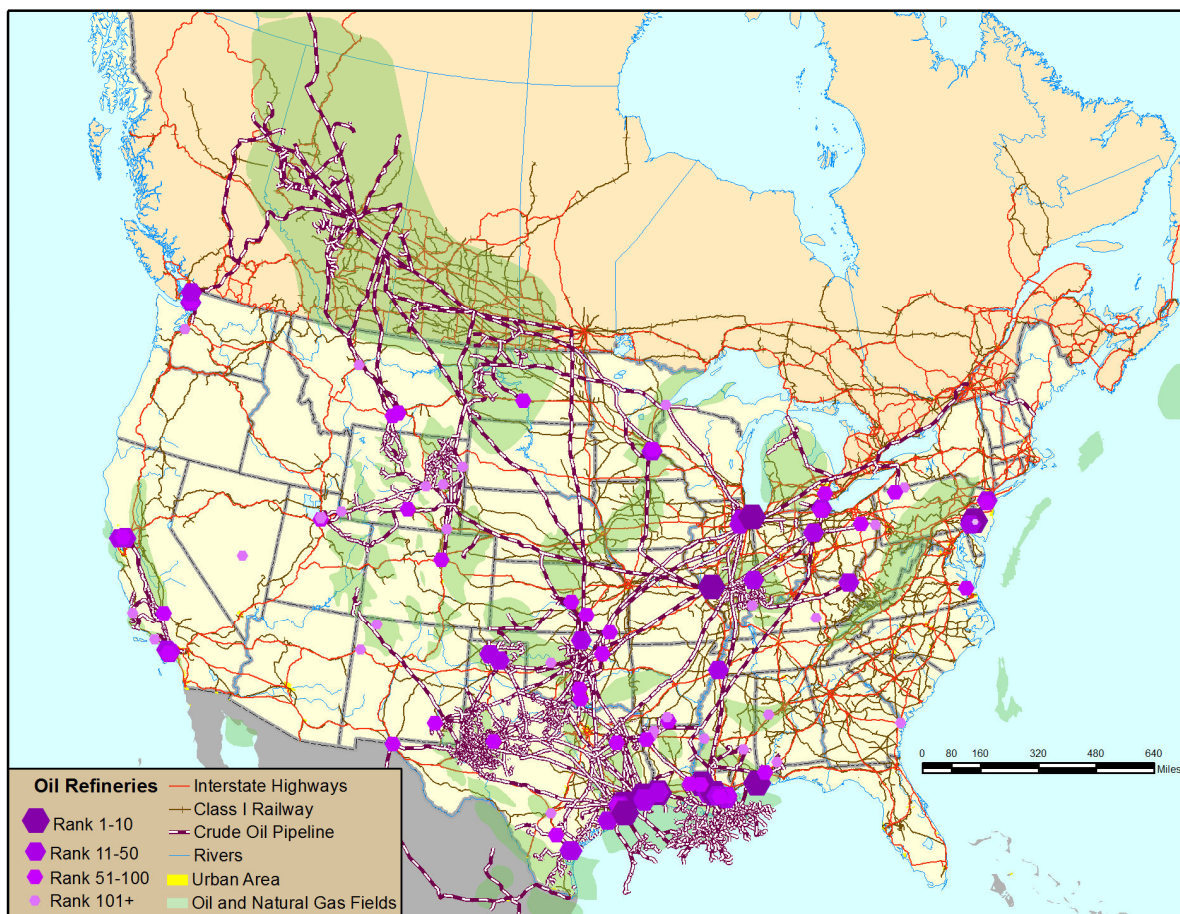 0 80 160 320 480 640
Miles
Oil Refineries
Rank 1-10
Rank 11-50
Rank 51-100
Rank 101+
Interstate Highways
Class I Railway
Crude Oil Pipeline
Rivers
Urban Area
Oil and Natural Gas Fields